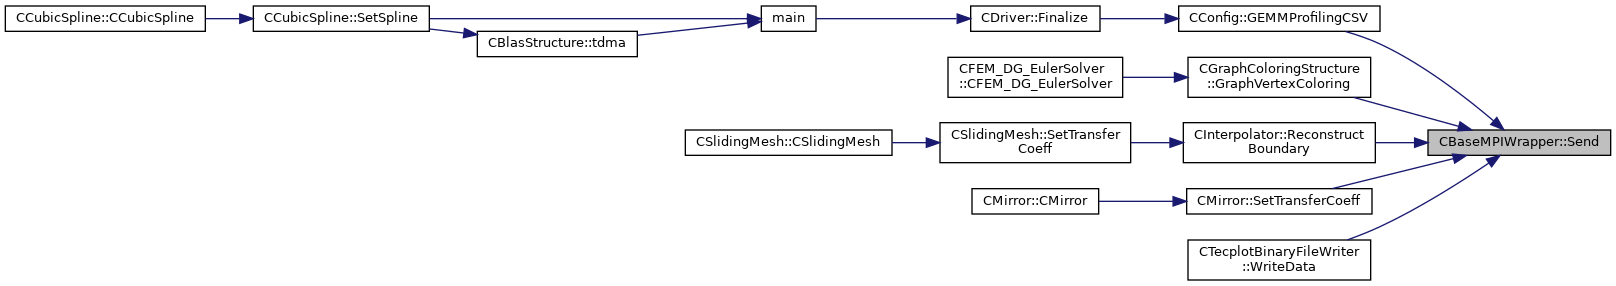 CCubicSpline::CCubicSpline
CCubicSpline::SetSpline
main
CDriver::Finalize
CConfig::GEMMProfilingCSV
CBlasStructure::tdma
CFEM_DG_EulerSolver
::CFEM_DG_EulerSolver
CGraphColoringStructure
::GraphVertexColoring
CSlidingMesh::CSlidingMesh
CSlidingMesh::SetTransfer
Coeff
CInterpolator::Reconstruct
Boundary
CBaseMPIWrapper::Send
CMirror::CMirror
CMirror::SetTransferCoeff
CTecplotBinaryFileWriter
::WriteData